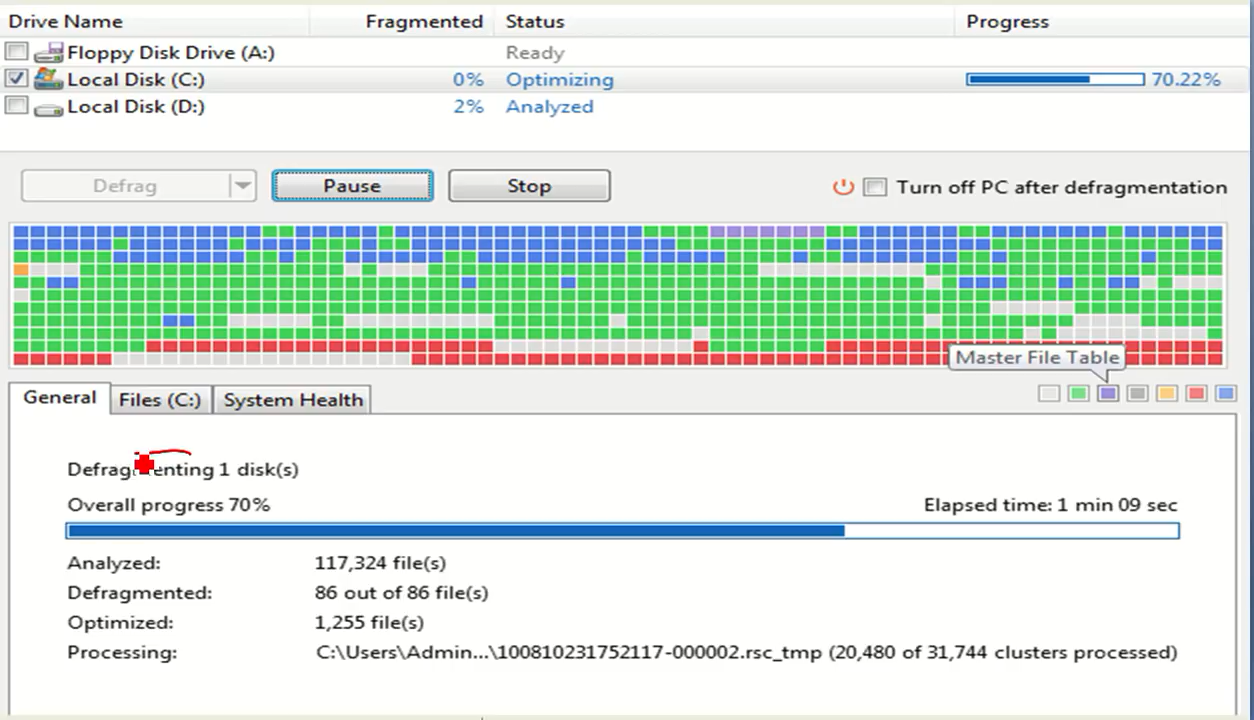 Drive Name Fragmented Status Progress
Floppy Disk Drive (A:) Ready
Local Disk (C:) 0% Optimizing 70.22%
Local Disk (D:) 2% Analyzed
Defrag Pause Stop Turn off PC after defragmentation
Master File Table
General Files (C:) System Health
Defragmenting 1 disk(s)
Overall progress 70% Elapsed time: 1 min 09 sec
Analyzed: 117,324 file(s)
Defragmented: 86 out of 86 file(s)
Optimized: 1,255 file(s)
Processing: C:\Users\Admin...\100810231752117-000002.rsc_tmp (20,480 of 31,744 clusters processed)